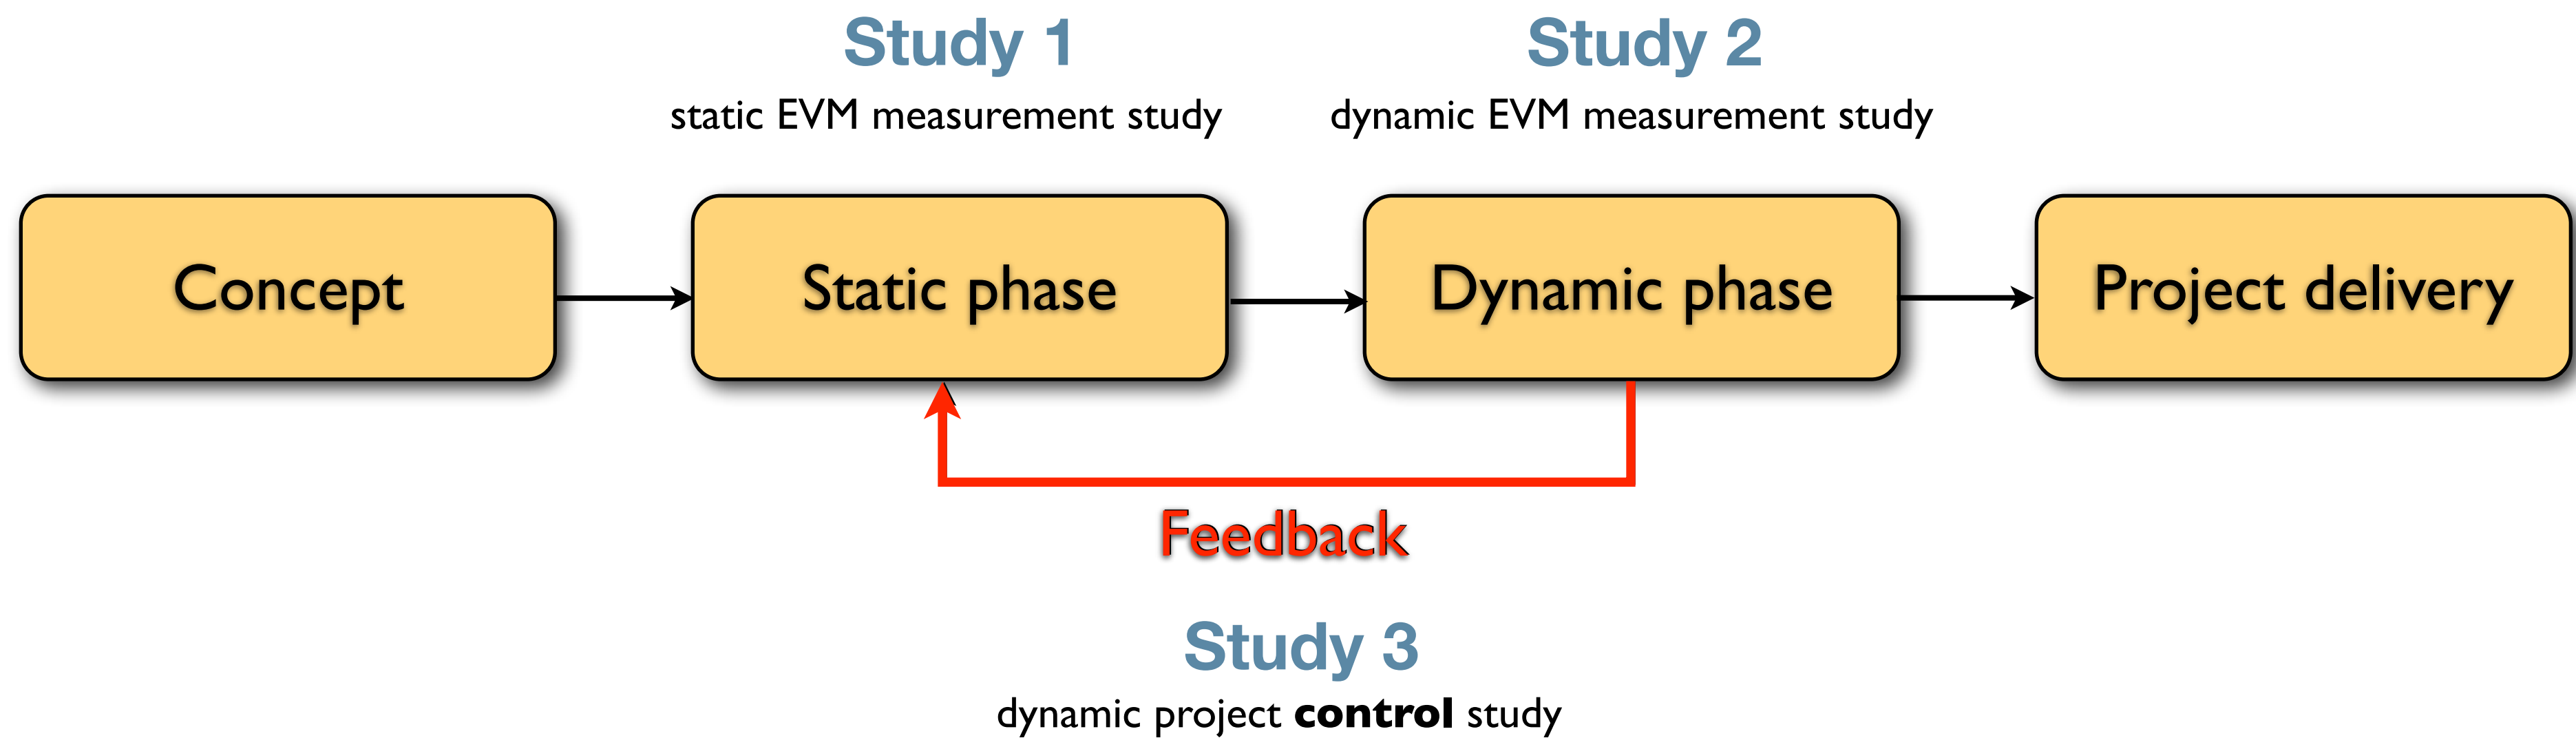 Study 1
static EVM measurement study
Study 2
dynamic EVM measurement study
Concept
Static phase
Dynamic phase
Project delivery
Feedback
Study 3
dynamic project control study